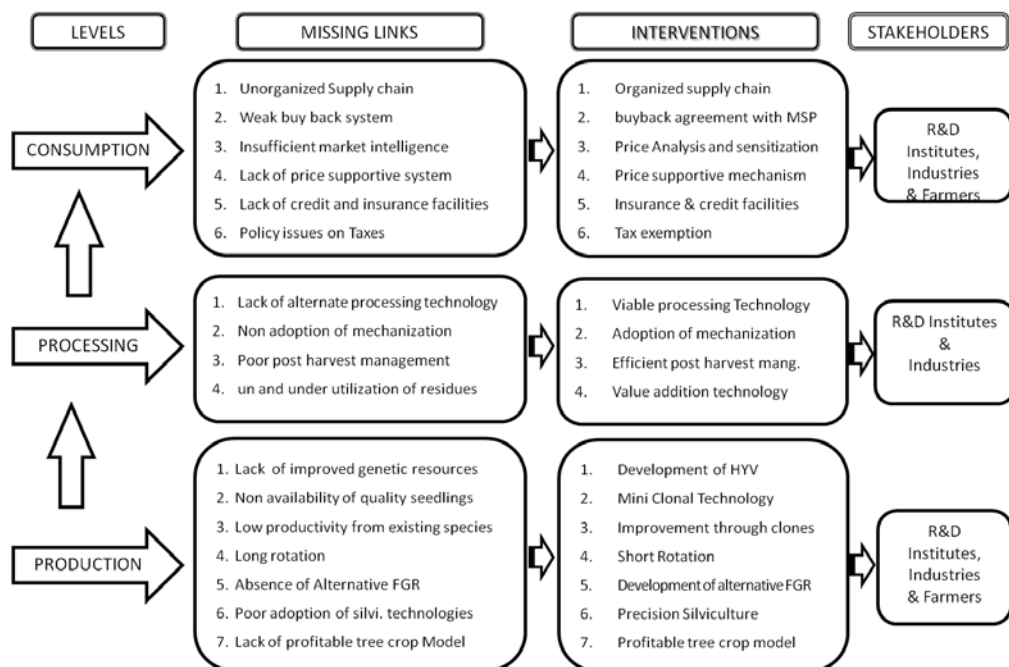 LEVELS
MISSING LINKS
INTERVENTIONS
STAKEHOLDERS
CONSUMPTION
1. Unorganized Supply chain
2. Weak buy back system
3. Insufficient market intelligence
4. Lack of price supportive system
5. Lack of credit and insurance facilities
6. Policy issues on Taxes
1. Organized supply chain
2. buyback agreement with MSP
3. Price Analysis and sensitization
4. Price supportive mechanism
5. Insurance & credit facilities
6. Tax exemption
R&D
Institutes,
Industries
& Farmers
PROCESSING
1. Lack of alternate processing technology
2. Non adoption of mechanization
3. Poor post harvest management
4. un and under utilization of residues
1. Viable processing Technology
2. Adoption of mechanization
3. Efficient post harvest mang.
4. Value addition technology
R&D Institutes
&
Industries
PRODUCTION
1. Lack of improved genetic resources
2. Non availability of quality seedlings
3. Low productivity from existing species
4. Long rotation
5. Absence of Alternative FGR
6. Poor adoption of silvi. technologies
7. Lack of profitable tree crop Model
1. Development of HYV
2. Mini Clonal Technology
3. Improvement through clones
4. Short Rotation
5. Development of alternative FGR
6. Precision Silviculture
7. Profitable tree crop model
R&D
Institutes,
Industries
& Farmers